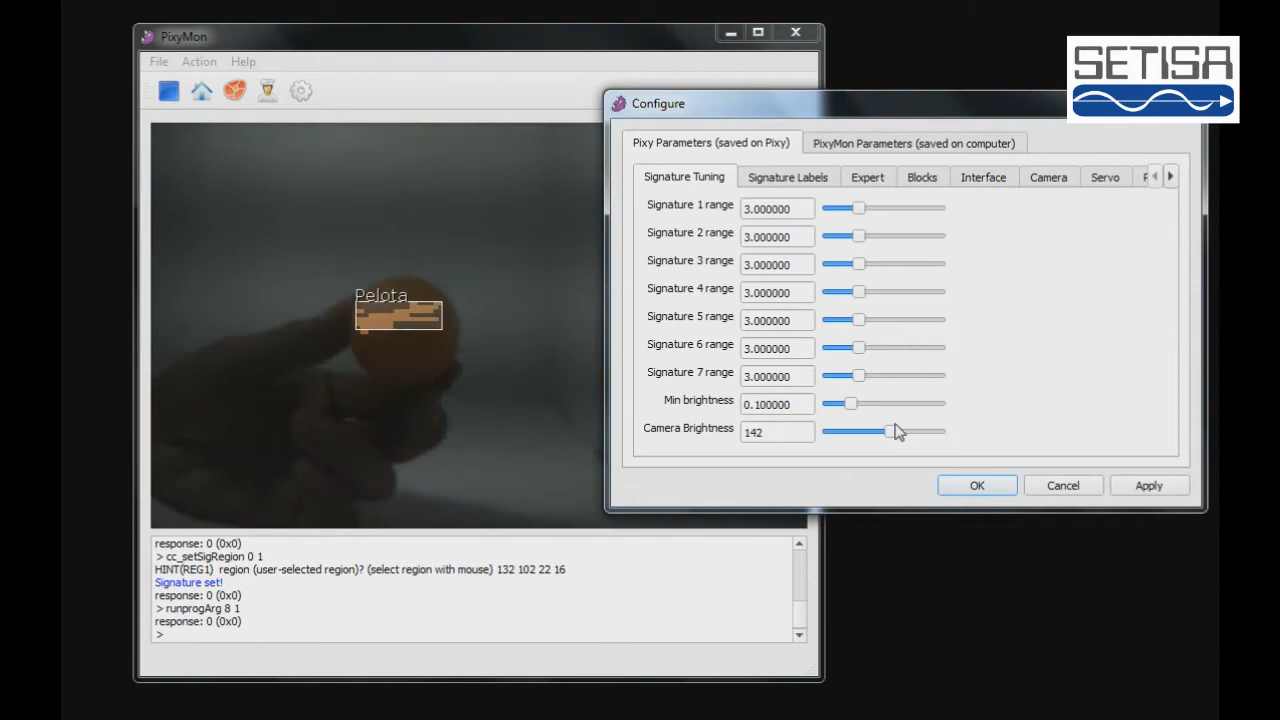 PixyMon
SETISA
File Action Help
Configure
Pixy Parameters (saved on Pixy) PixyMon Parameters (saved on computer)
Signature Tuning Signature Labels Expert Blocks Interface Camera Servo
Signature 1 range 3.000000
Signature 2 range 3.000000
Signature 3 range 3.000000
Signature 4 range 3.000000
Signature 5 range 3.000000
Signature 6 range 3.000000
Signature 7 range 3.000000
Min brightness 0.100000
Camera Brightness 142
OK Cancel Apply
Pelota
response: 0 (0x0)
> cc_setSigRegion 0 1
HINT(REG1) region (user-selected region)? (select region with mouse) 132 102 22 16
Signature set!
response: 0 (0x0)
> runprogArg 8 1
response: 0 (0x0)
>